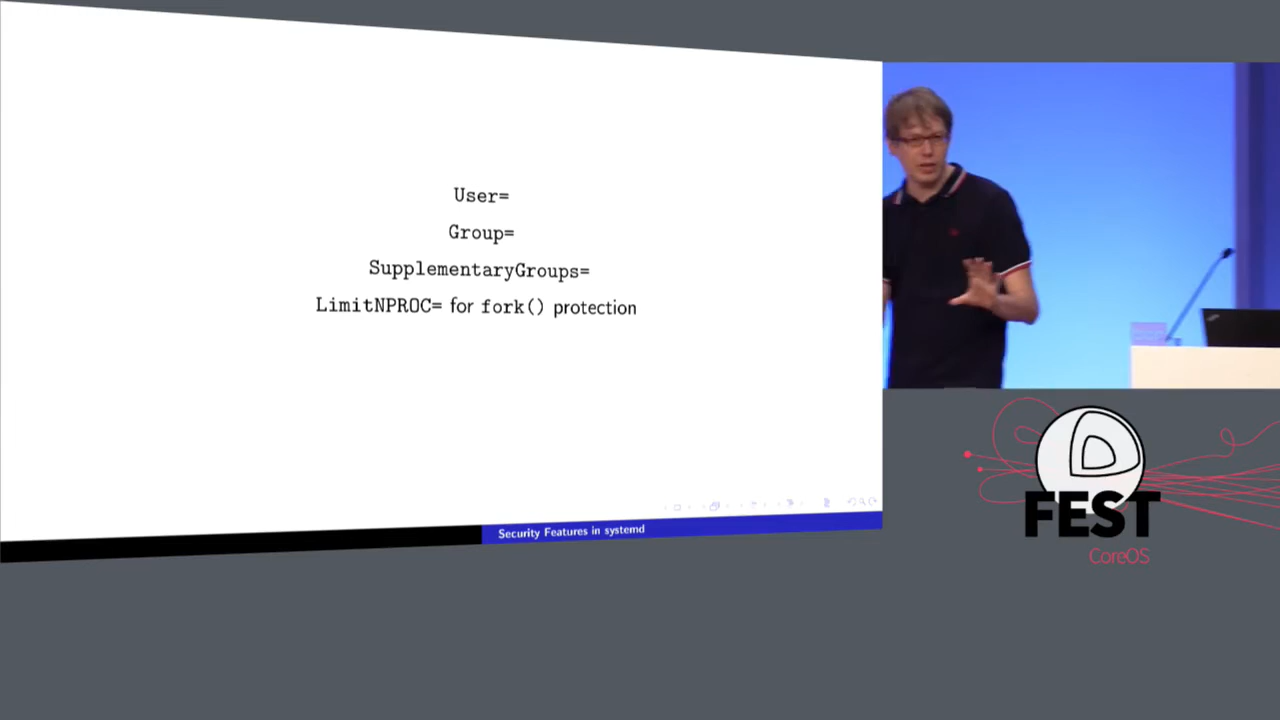 User=
Group=
SupplementaryGroups=
LimitNPROC= for fork() protection
Security Features in systemd
FEST
CoreOS